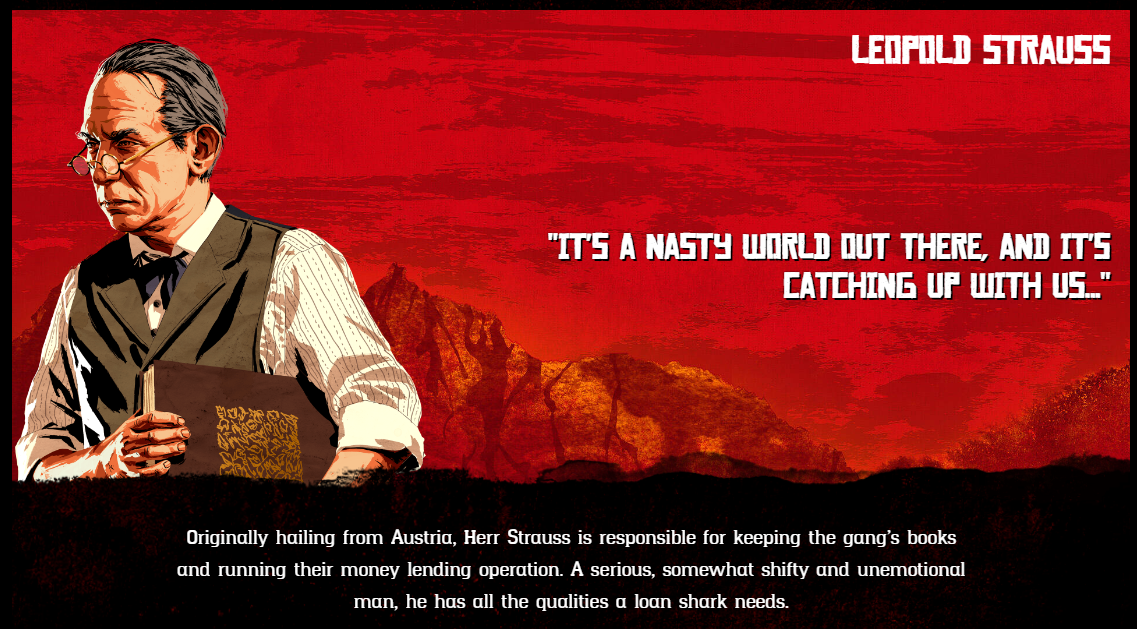 LEOPOLD STRAUSS
"IT'S A NASTY WORLD OUT THERE, AND IT'S
CATCHING UP WITH US..."
Originally hailing from Austria, Herr Strauss is responsible for keeping the gang's books
and running their money lending operation. A serious, somewhat shifty and unemotional
man, he has all the qualities a loan shark needs.